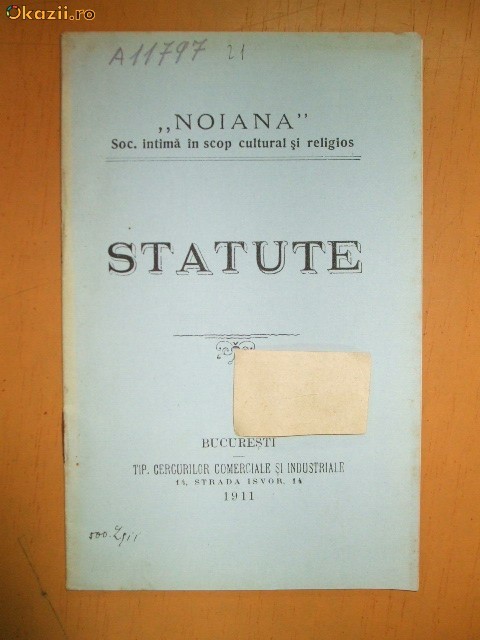 Okazii.ro
A11797 21
„NOIANA”
Soc. intimă în scop cultural și religios
STATUTE
BUCUREȘTI
TIP. CERCURILOR COMERCIALE ȘI INDUSTRIALE
14, STRADA ISVOR, 14
1911
500.